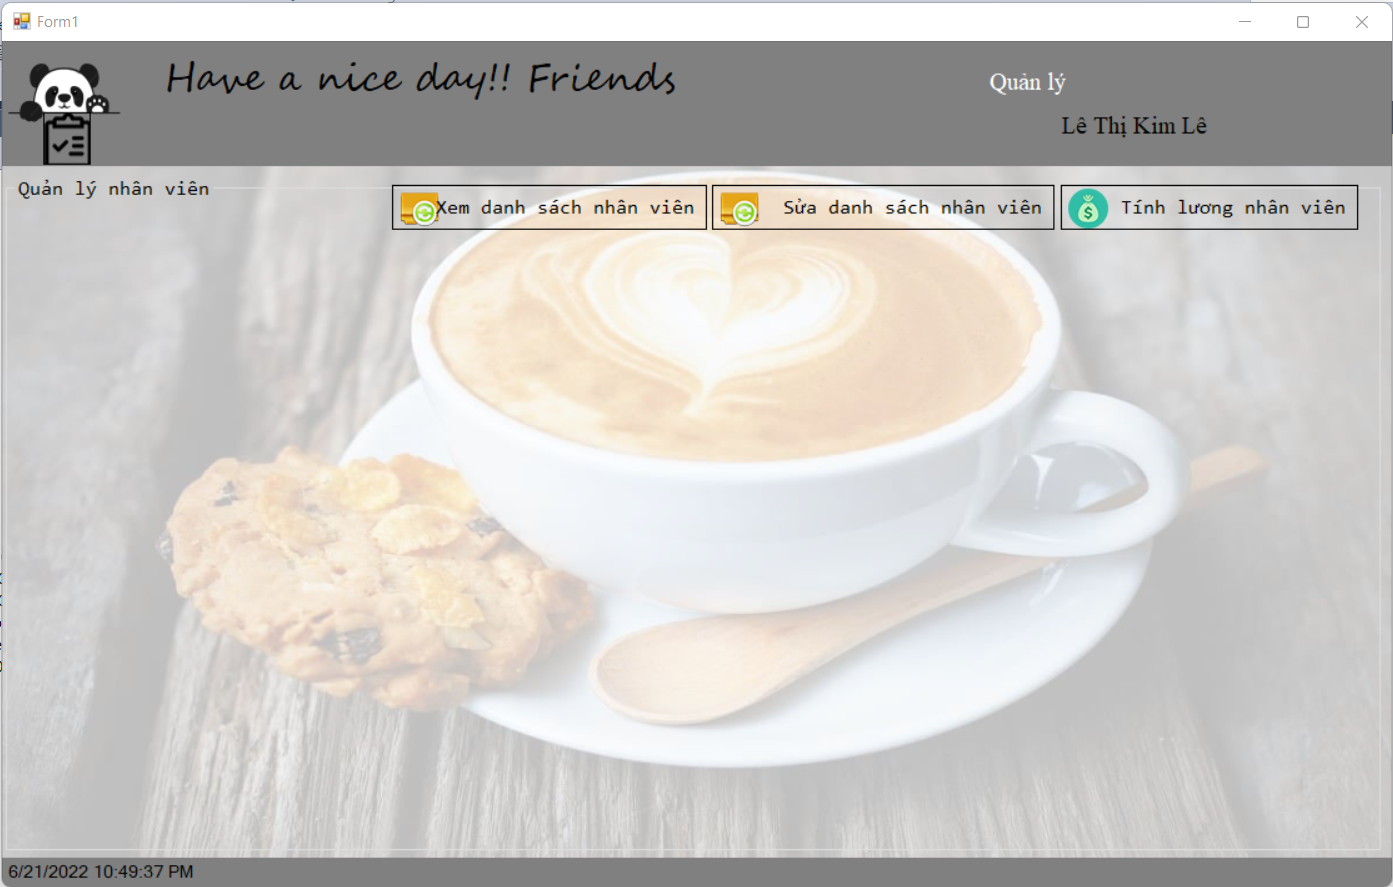 Form1
Have a nice day!! Friends
Quản lý
Lê Thị Kim Lê
Quản lý nhân viên
Xem danh sách nhân viên
Sửa danh sách nhân viên
Tính lương nhân viên
6/21/2022 10:49:37 PM